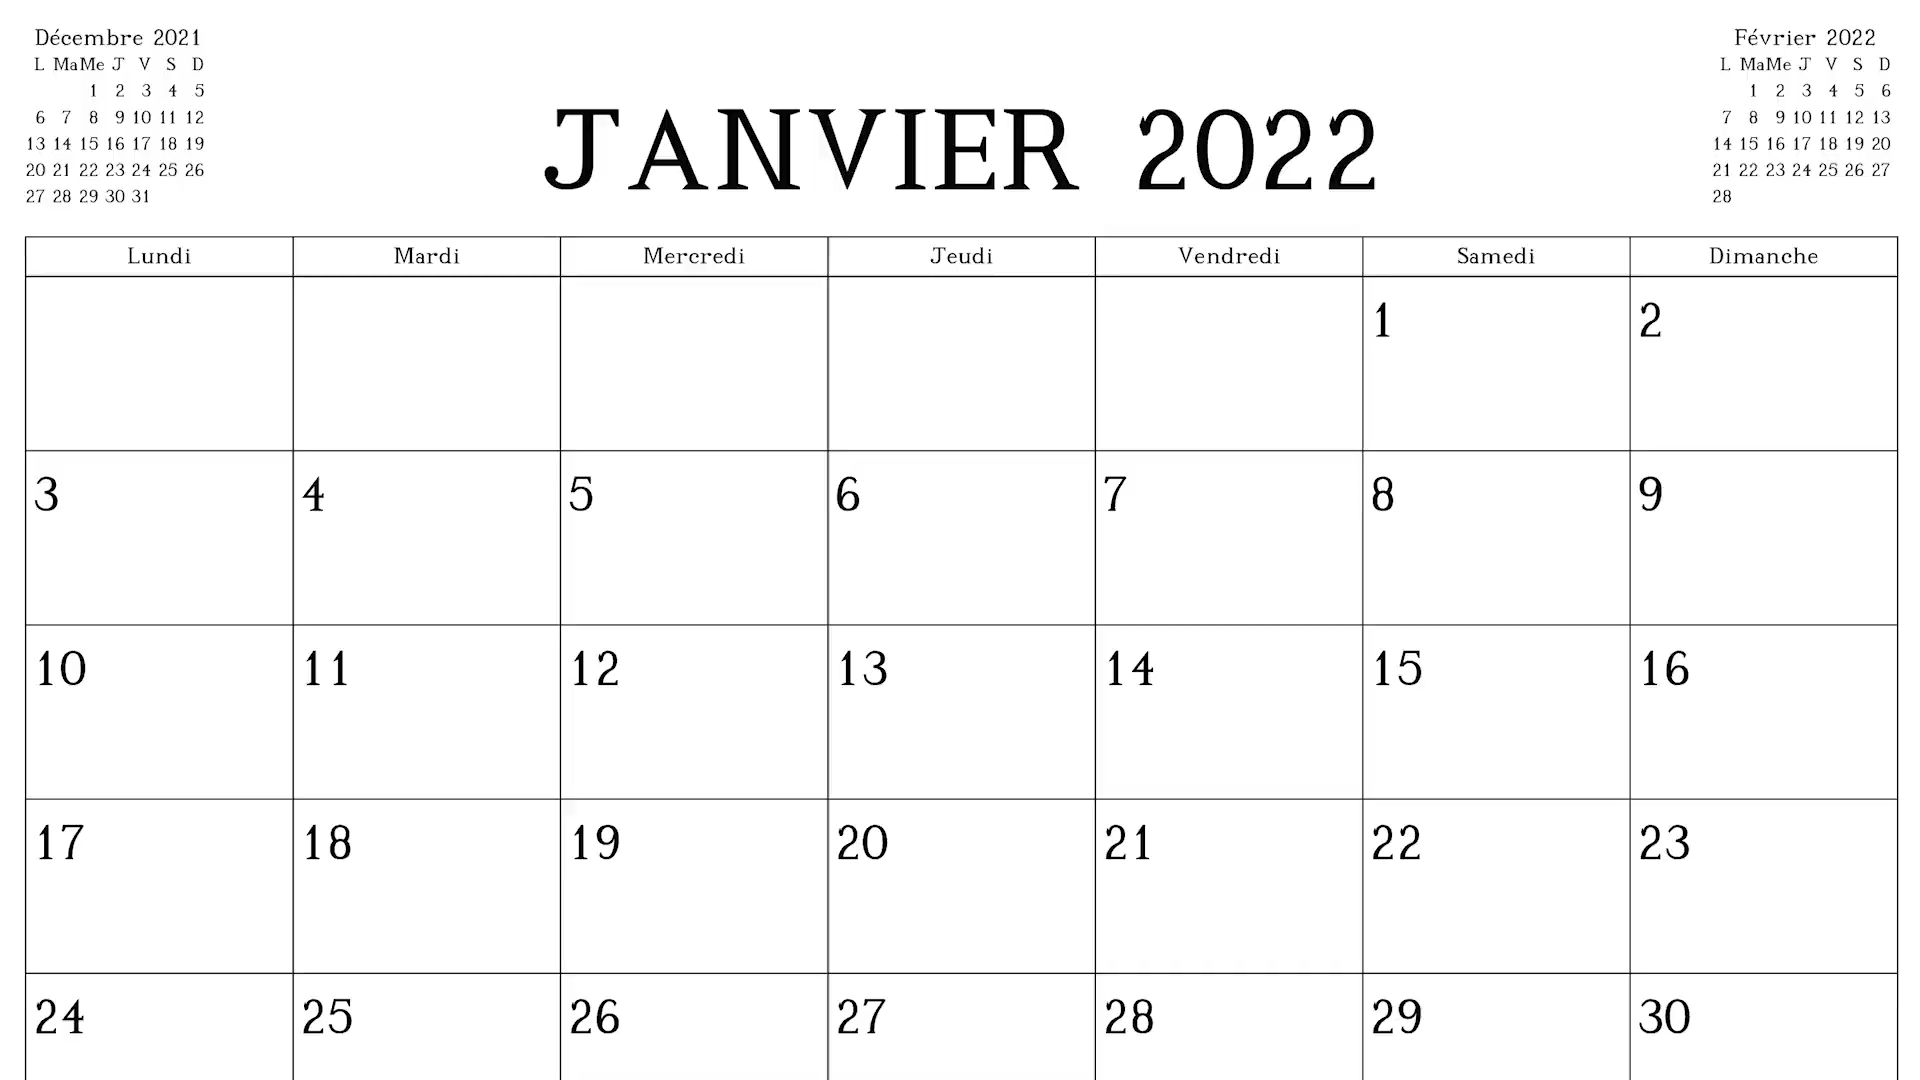 Décembre 2021
L Ma Me J V S D
1 2 3 4 5
6 7 8 9 10 11 12
13 14 15 16 17 18 19
20 21 22 23 24 25 26
27 28 29 30 31
JANVIER 2022
Février 2022
L Ma Me J V S D
1 2 3 4 5 6
7 8 9 10 11 12 13
14 15 16 17 18 19 20
21 22 23 24 25 26 27
28
Lundi Mardi Mercredi Jeudi Vendredi Samedi Dimanche
1 2
3 4 5 6 7 8 9
10 11 12 13 14 15 16
17 18 19 20 21 22 23
24 25 26 27 28 29 30